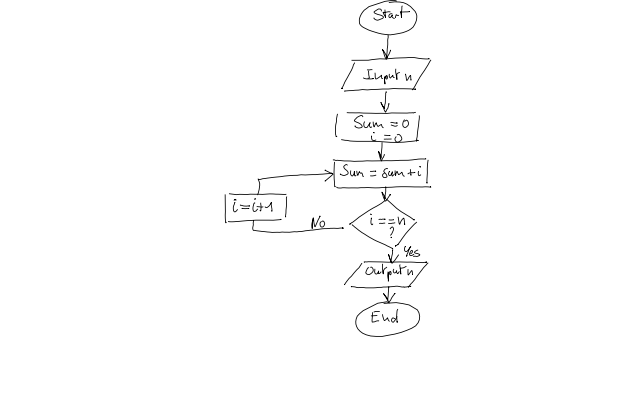 Start
Input n
Sum = 0
i = 0
Sum = sum + i
i = i + 1
No
i == n
?
Yes
Output n
End